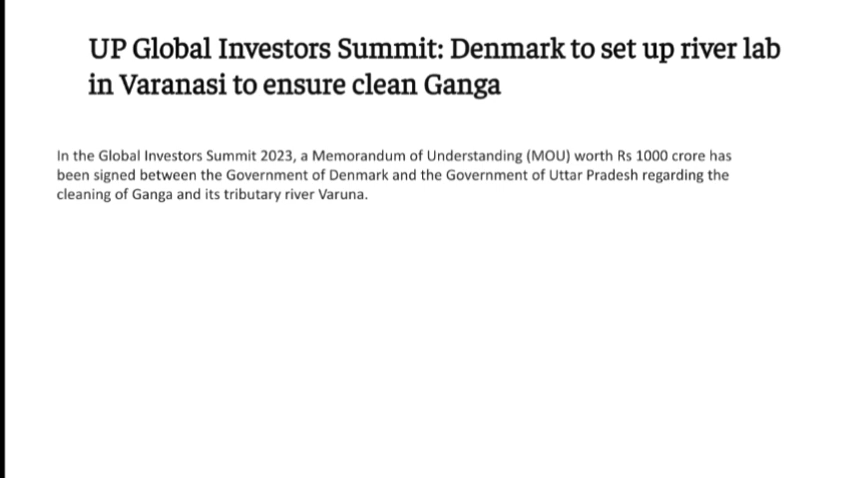 UP Global Investors Summit: Denmark to set up river lab
in Varanasi to ensure clean Ganga
In the Global Investors Summit 2023, a Memorandum of Understanding (MOU) worth Rs 1000 crore has
been signed between the Government of Denmark and the Government of Uttar Pradesh regarding the
cleaning of Ganga and its tributary river Varuna.